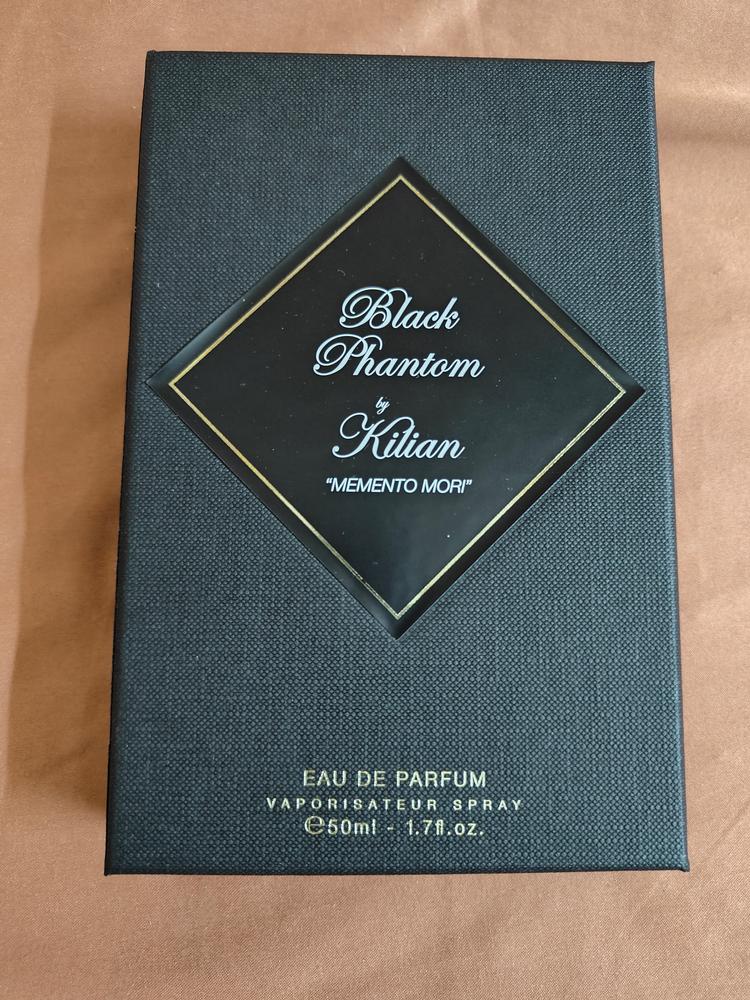 Black
Phantom
by
Kilian
“MEMENTO MORI”
EAU DE PARFUM
VAPORISATEUR SPRAY
℮50ml - 1.7fl.oz.